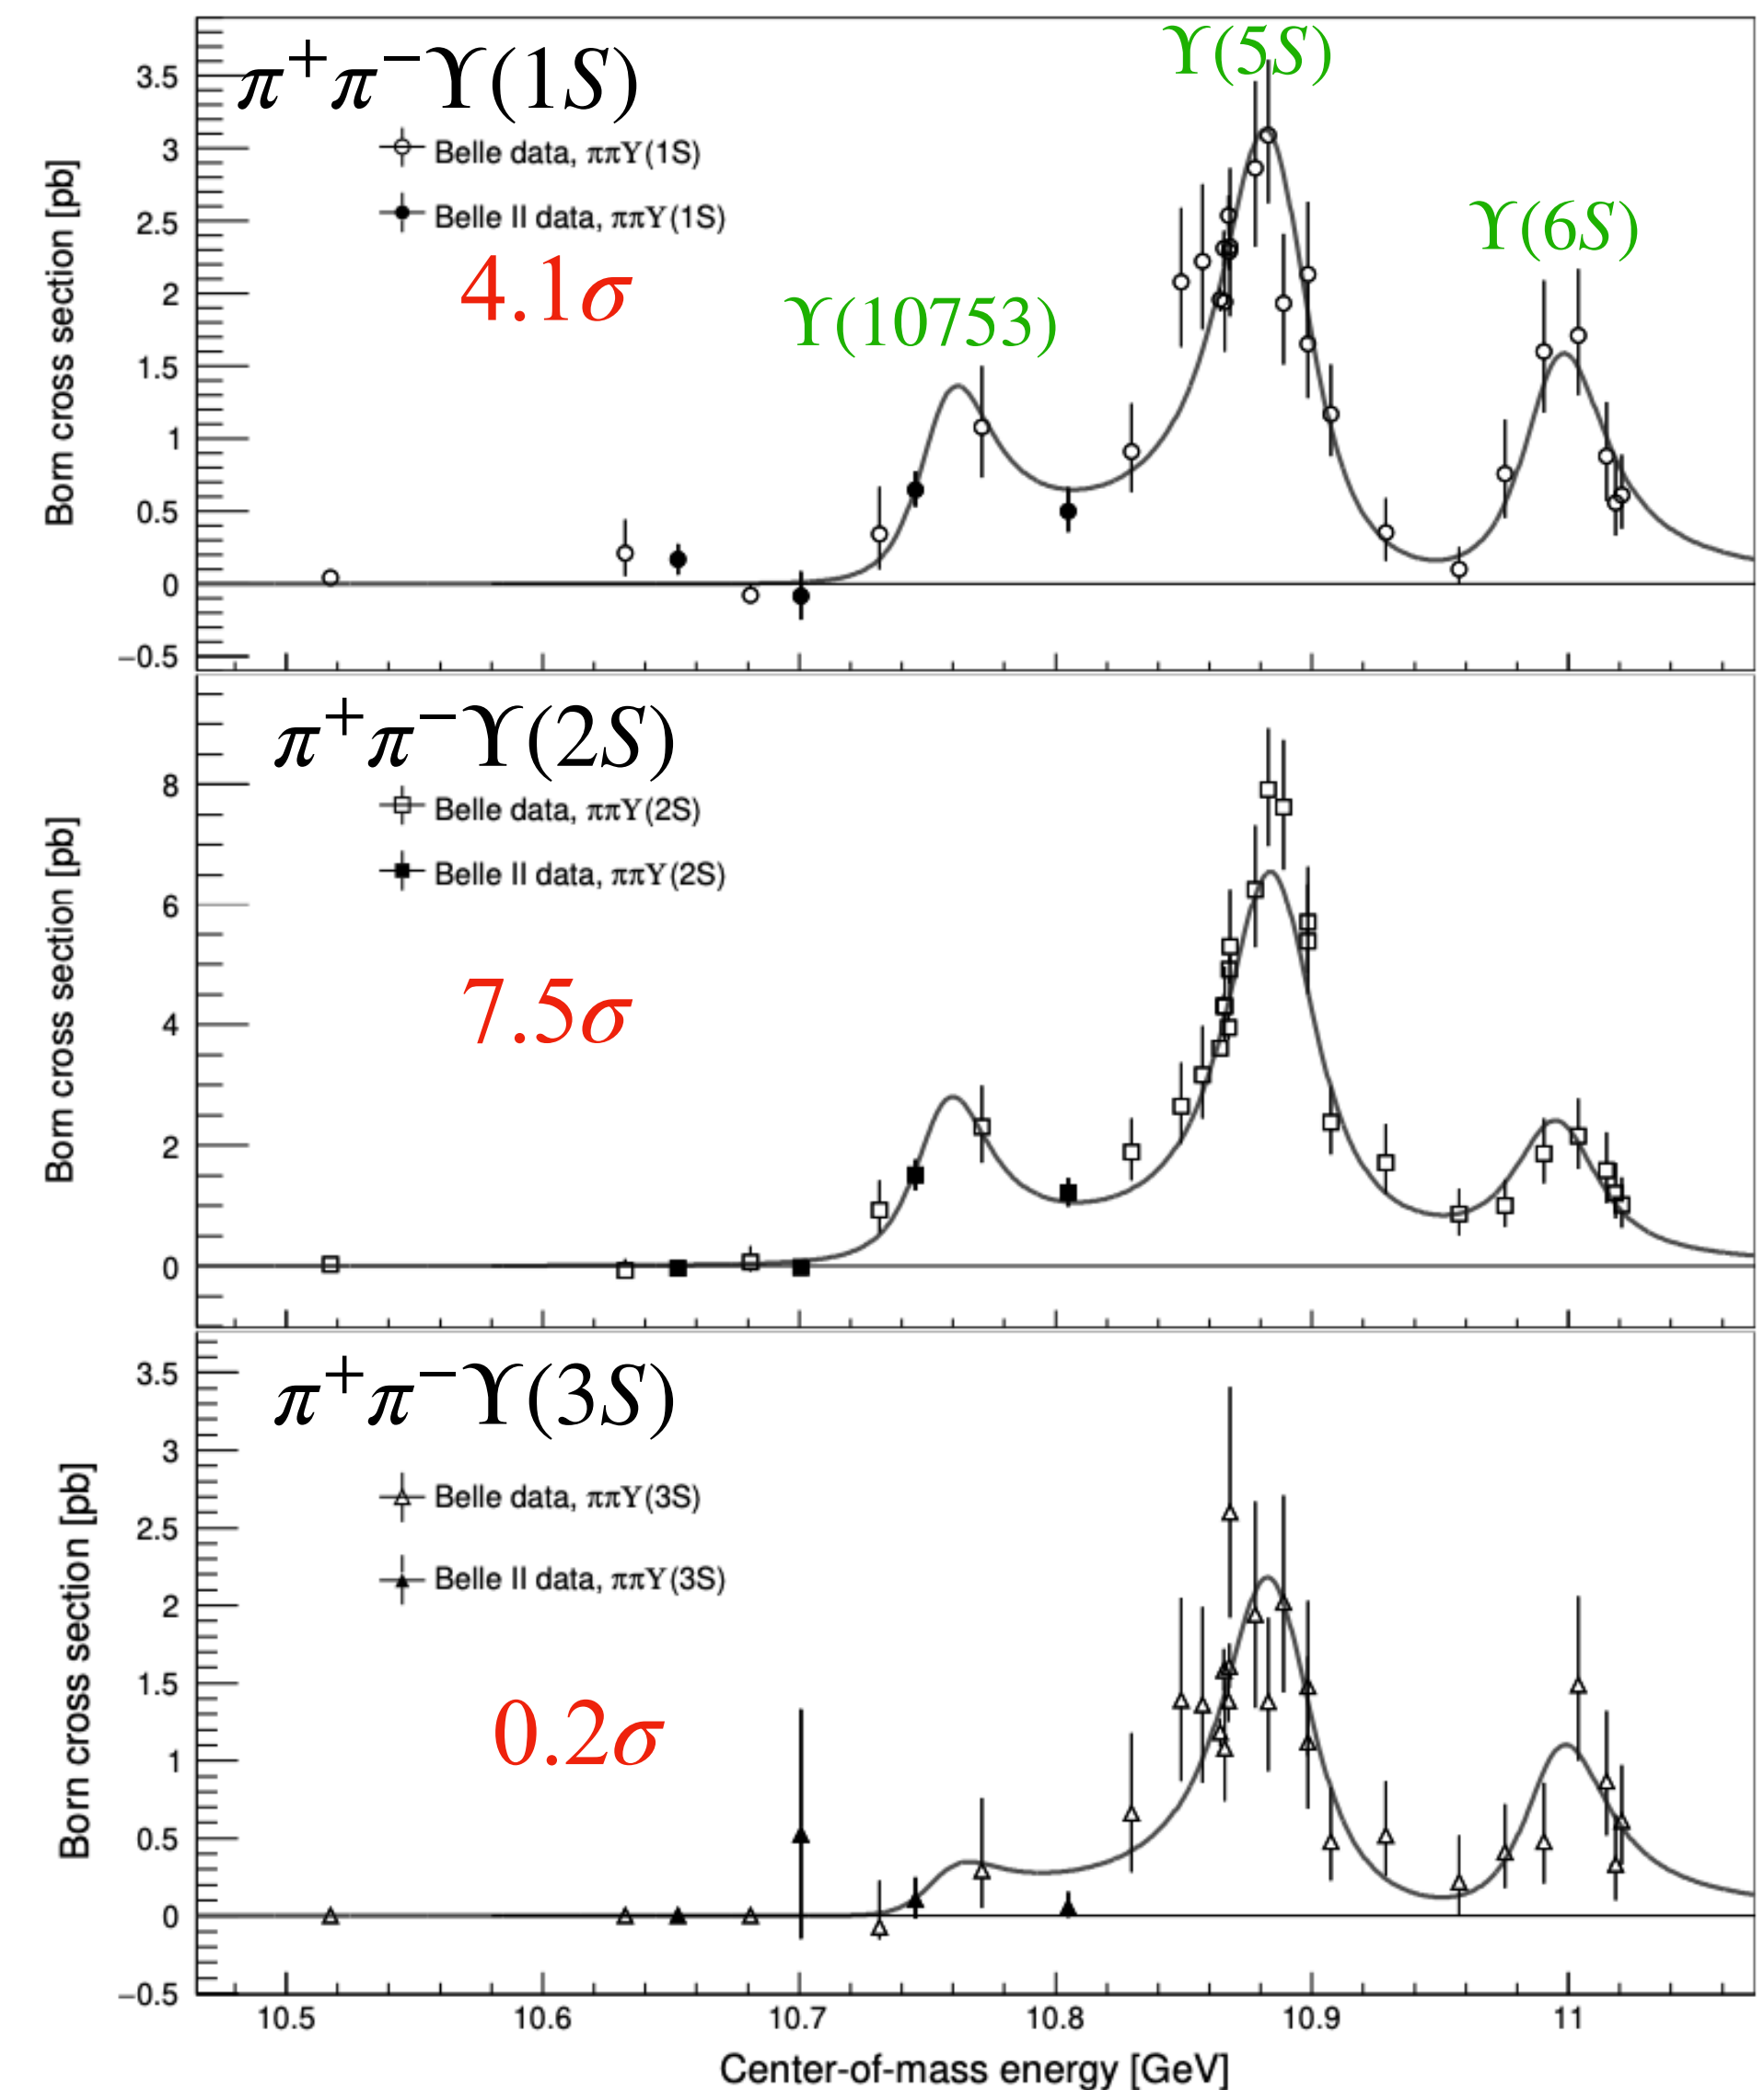 π⁺π⁻ϒ(1S)
ϒ(5S)
Belle data, ππϒ(1S)
Belle II data, ππϒ(1S)
4.1σ
ϒ(10753)
ϒ(6S)
Born cross section [pb]
3.5
3
2.5
2
1.5
1
0.5
0
−0.5
π⁺π⁻ϒ(2S)
Belle data, ππϒ(2S)
Belle II data, ππϒ(2S)
7.5σ
Born cross section [pb]
8
6
4
2
0
π⁺π⁻ϒ(3S)
Belle data, ππϒ(3S)
Belle II data, ππϒ(3S)
0.2σ
Born cross section [pb]
3.5
3
2.5
2
1.5
1
0.5
0
−0.5
10.5 10.6 10.7 10.8 10.9 11
Center-of-mass energy [GeV]